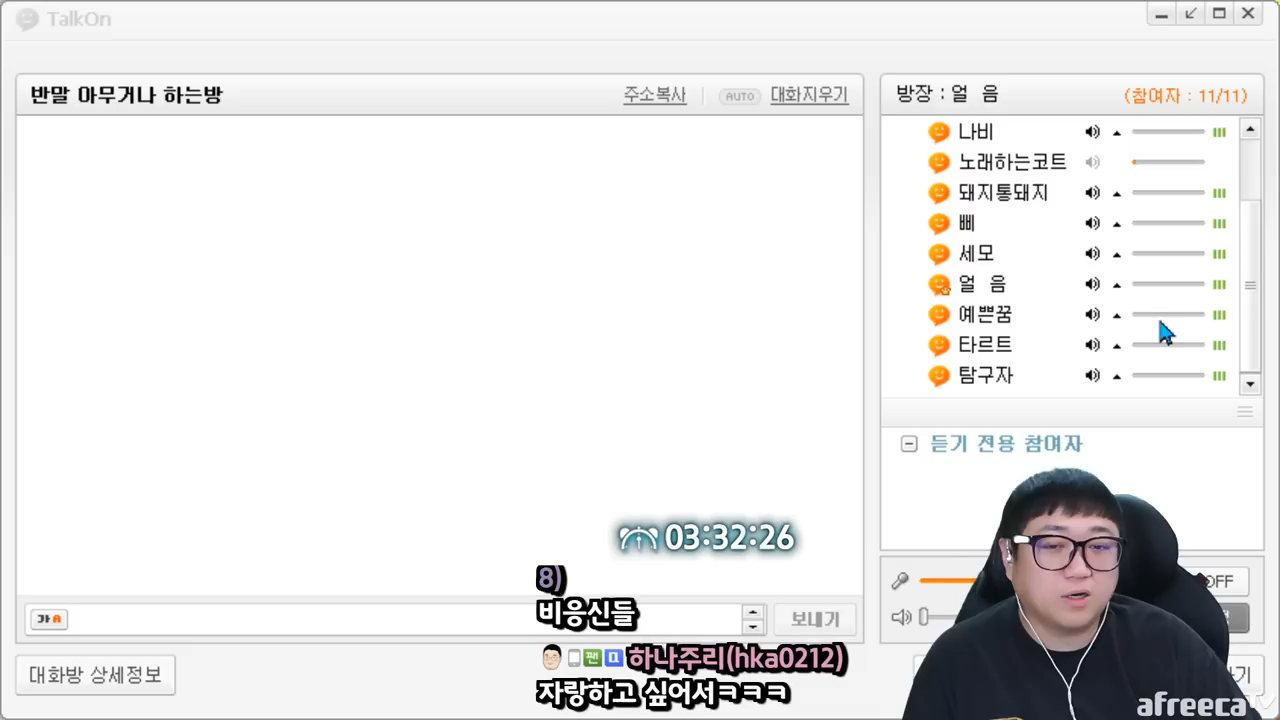 TalkOn
반말 아무거나 하는방
주소복사
AUTO
대화지우기
방장 : 얼 음
(참여자 : 11/11)
나비
노래하는코트
돼지통돼지
삐
세모
얼 음
예쁜꿈
타르트
탐구자
듣기 전용 참여자
03:32:26
8)
비응신들
가A
보내기
OFF
하나주리(hka0212)
자랑하고 싶어서ㅋㅋㅋ
대화방 상세정보
afreecaTV